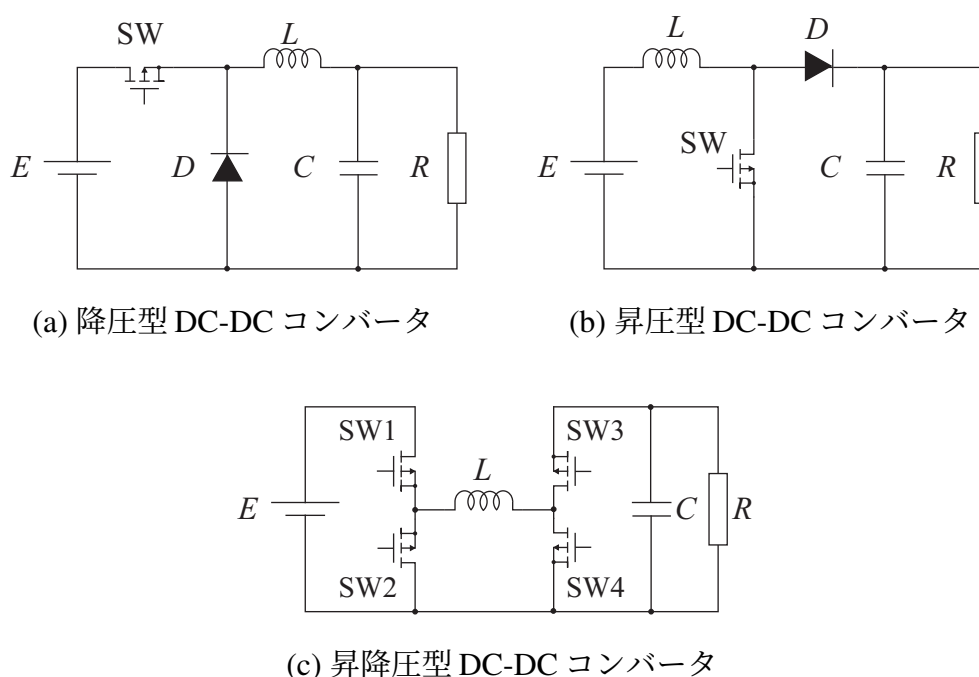 SW L
E D C R
(a) 降圧型 DC-DC コンバータ
L D
SW
E C R
(b) 昇圧型 DC-DC コンバータ
SW1 SW3
L
E C R
SW2 SW4
(c) 昇降圧型 DC-DC コンバータ